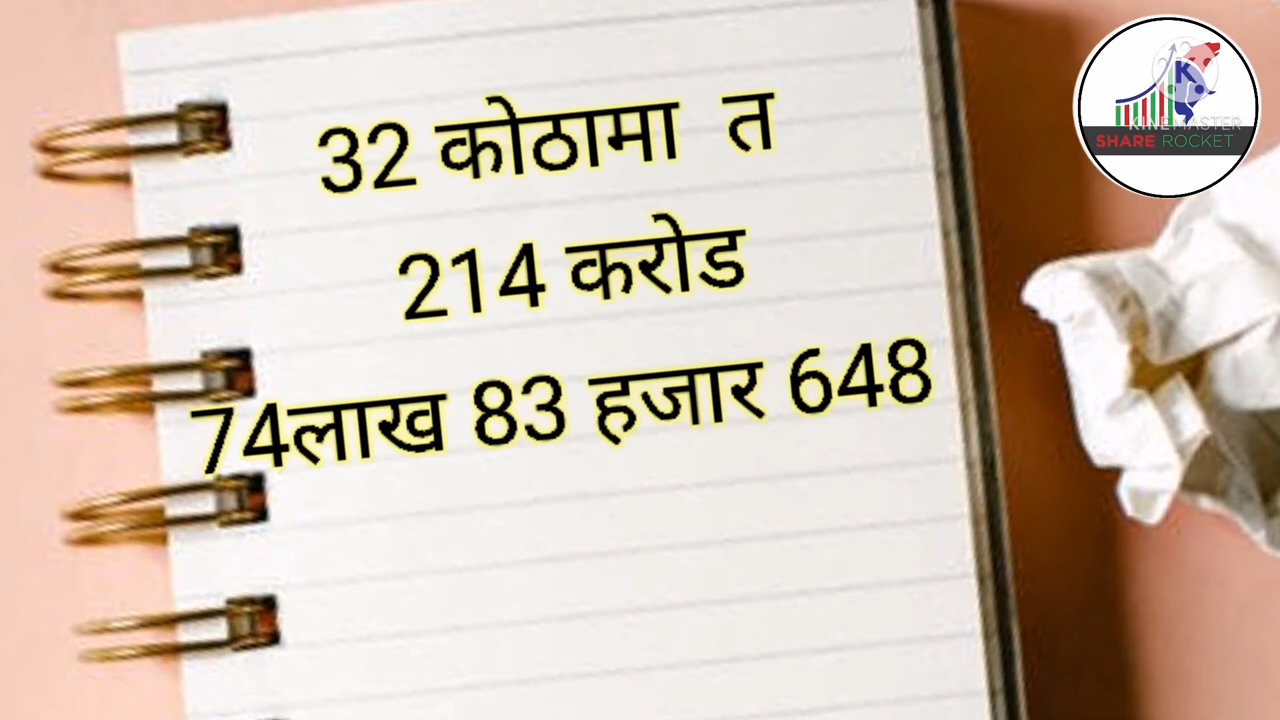 32 कोठामा त
214 करोड
74लाख 83 हजार 648
K
KINEMASTER
SHARE ROCKET